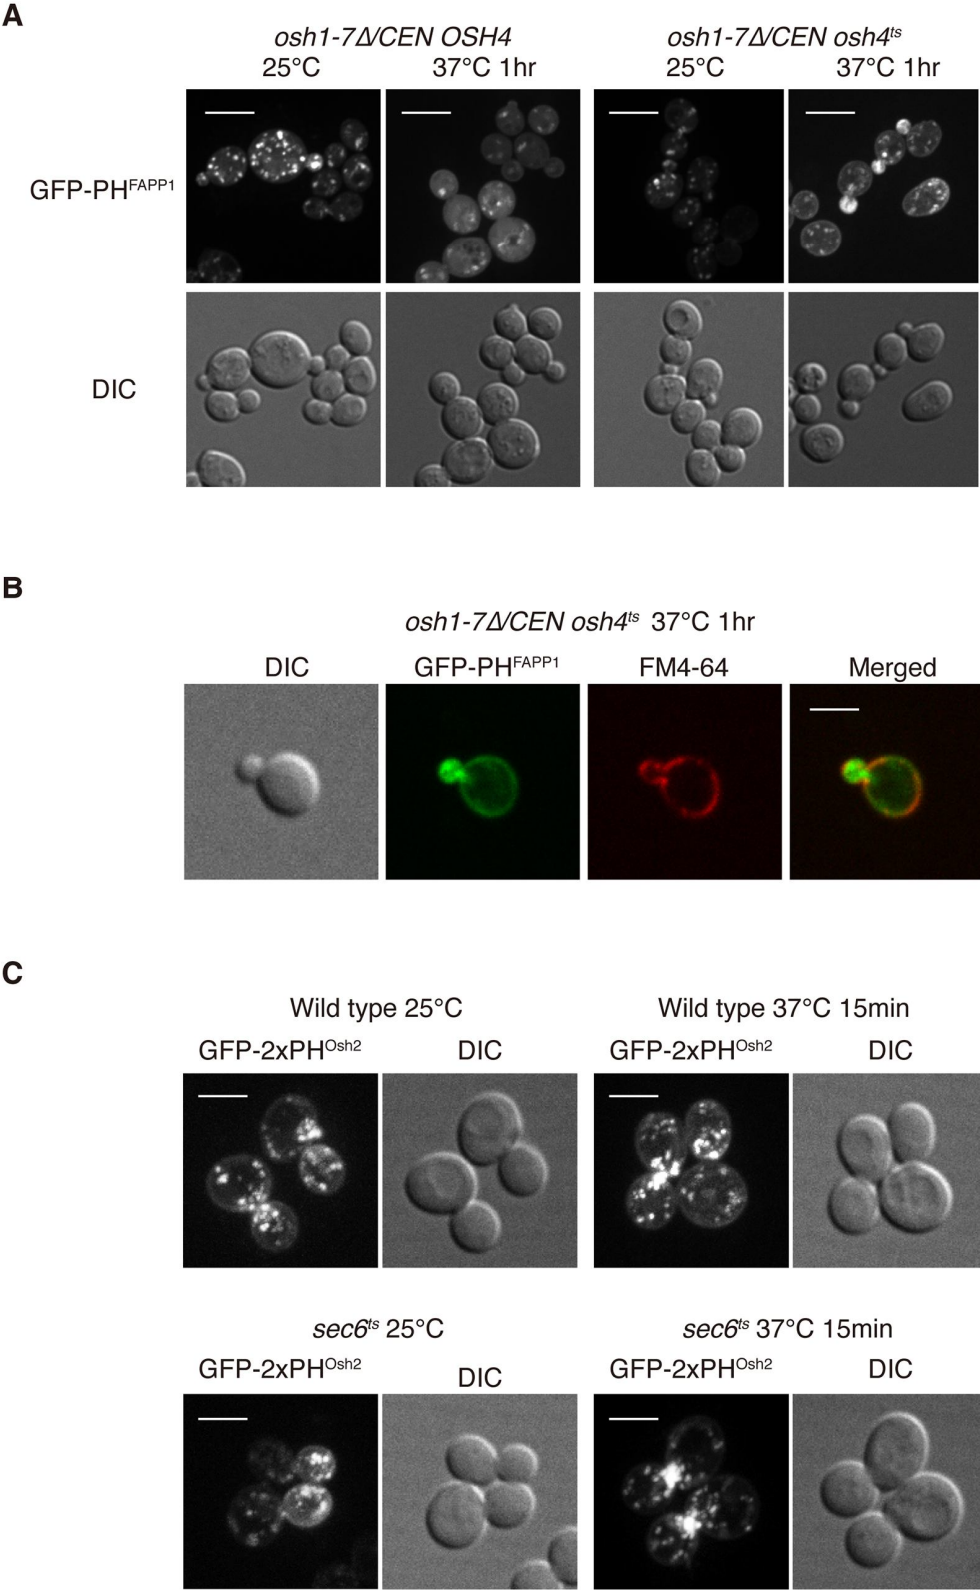 A
osh1-7Δ/CEN OSH4
osh1-7Δ/CEN osh4ts
25°C
37°C 1hr
25°C
37°C 1hr
GFP-PHFAPP1
DIC
B
osh1-7Δ/CEN osh4ts 37°C 1hr
DIC
GFP-PHFAPP1
FM4-64
Merged
C
Wild type 25°C
Wild type 37°C 15min
GFP-2xPHOsh2
DIC
GFP-2xPHOsh2
DIC
sec6ts 25°C
sec6ts 37°C 15min
GFP-2xPHOsh2
DIC
GFP-2xPHOsh2
DIC